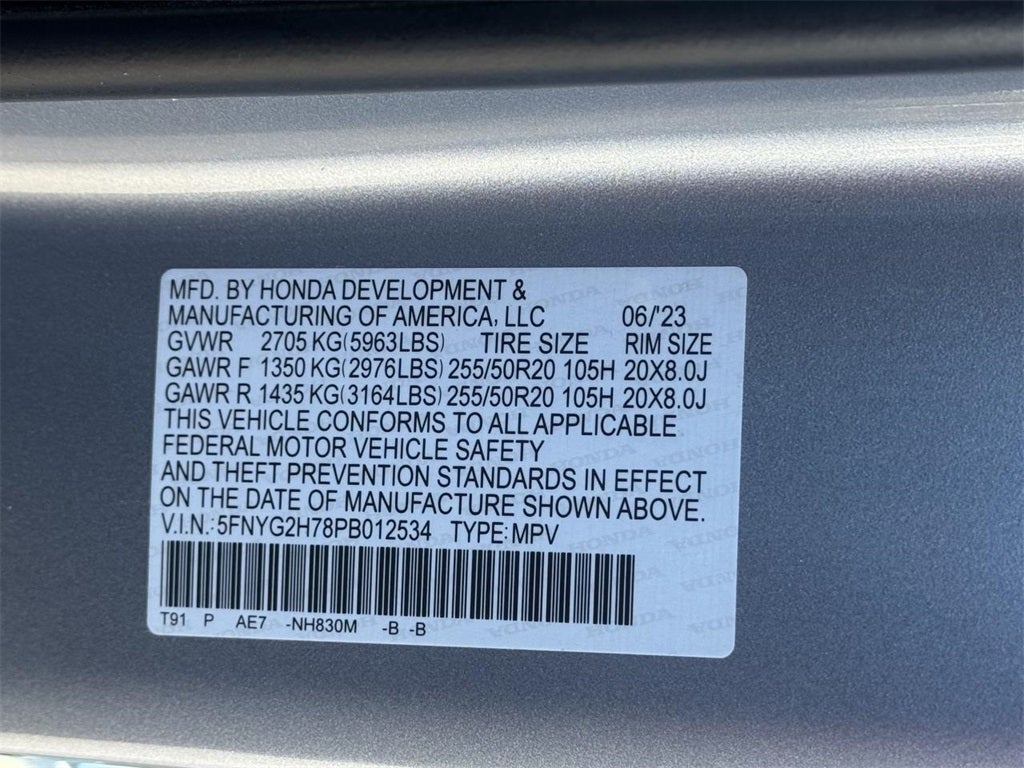 MFD. BY HONDA DEVELOPMENT &
MANUFACTURING OF AMERICA, LLC 06/'23
GVWR 2705 KG(5963LBS) TIRE SIZE RIM SIZE
GAWR F 1350 KG(2976LBS) 255/50R20 105H 20X8.0J
GAWR R 1435 KG(3164LBS) 255/50R20 105H 20X8.0J
THIS VEHICLE CONFORMS TO ALL APPLICABLE
FEDERAL MOTOR VEHICLE SAFETY
AND THEFT PREVENTION STANDARDS IN EFFECT
ON THE DATE OF MANUFACTURE SHOWN ABOVE.
V.I.N.: 5FNYG2H78PB012534 TYPE: MPV
T91 P AE7 -NH830M -B -B